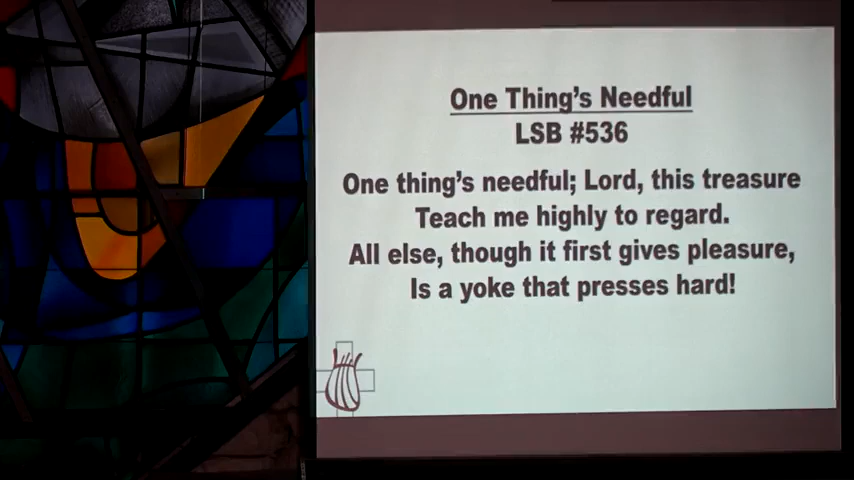 One Thing's Needful
LSB #536
One thing's needful; Lord, this treasure
Teach me highly to regard.
All else, though it first gives pleasure,
Is a yoke that presses hard!